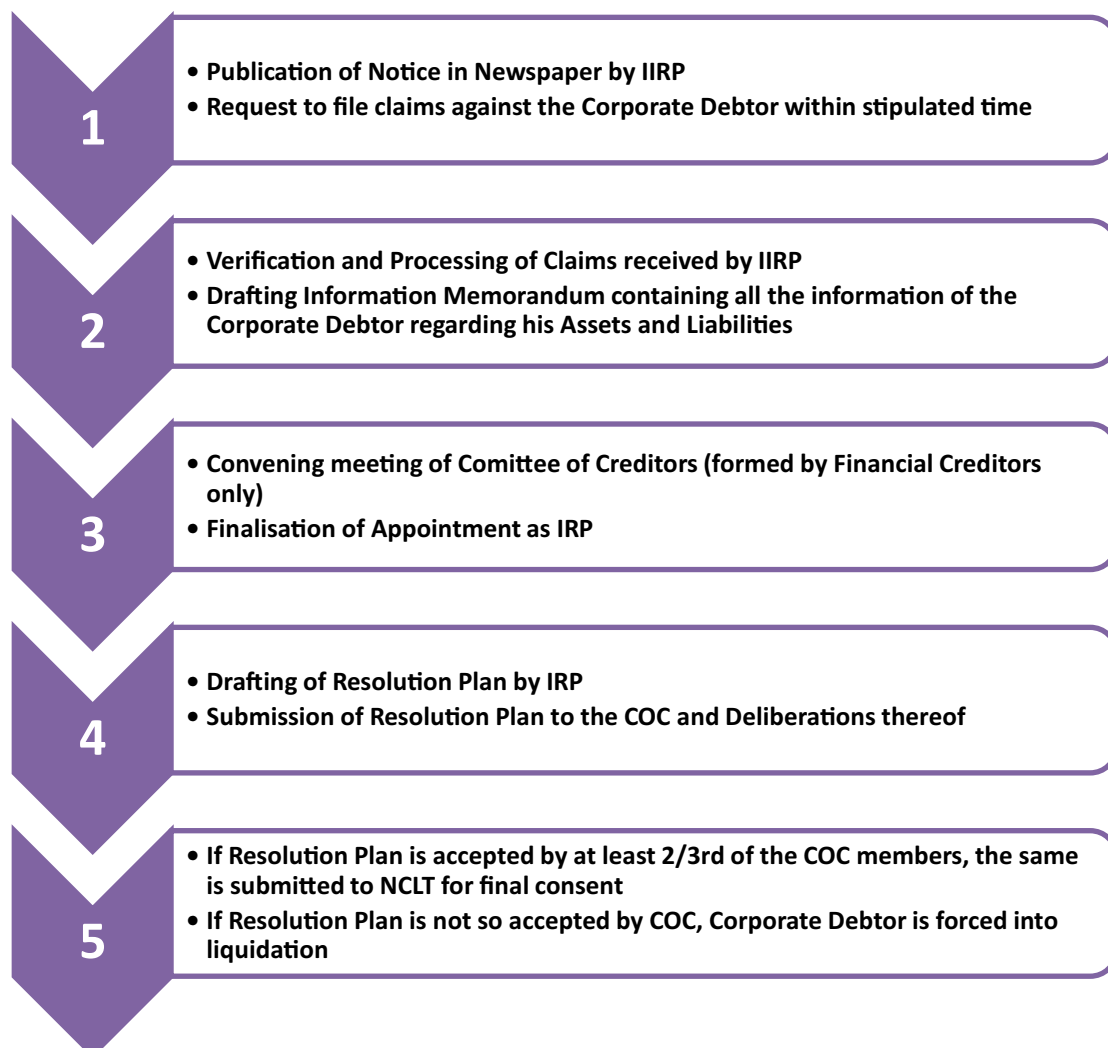 1
• Publication of Notice in Newspaper by IIRP
• Request to file claims against the Corporate Debtor within stipulated time
2
• Verification and Processing of Claims received by IIRP
• Drafting Information Memorandum containing all the information of the
Corporate Debtor regarding his Assets and Liabilities
3
• Convening meeting of Comittee of Creditors (formed by Financial Creditors
only)
• Finalisation of Appointment as IRP
4
• Drafting of Resolution Plan by IRP
• Submission of Resolution Plan to the COC and Deliberations thereof
5
• If Resolution Plan is accepted by at least 2/3rd of the COC members, the same
is submitted to NCLT for final consent
• If Resolution Plan is not so accepted by COC, Corporate Debtor is forced into
liquidation